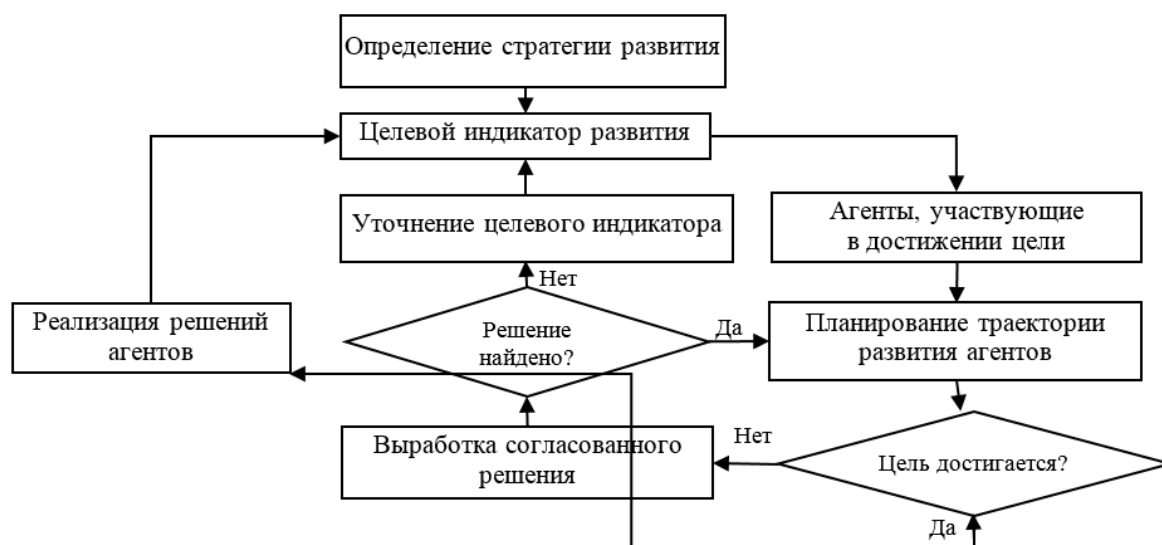 Определение стратегии развития
Целевой индикатор развития
Уточнение целевого индикатора
Агенты, участвующие
в достижении цели
Нет
Реализация решений
агентов
Решение
найдено?
Да
Планирование траектории
развития агентов
Выработка согласованного
решения
Нет
Цель достигается?
Да